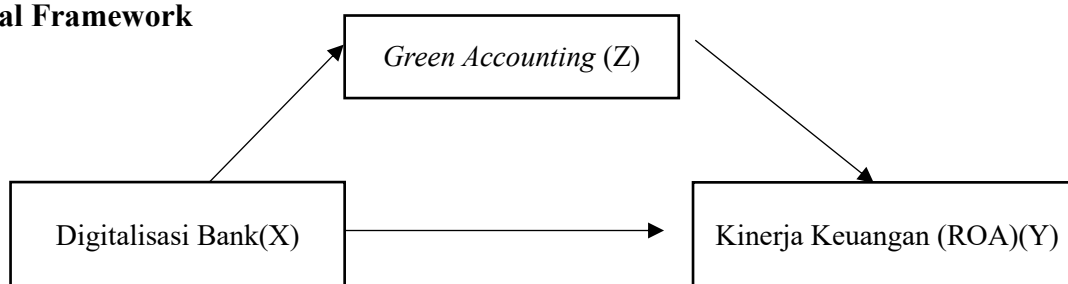 al Framework
Green Accounting (Z)
Digitalisasi Bank(X)
Kinerja Keuangan (ROA)(Y)